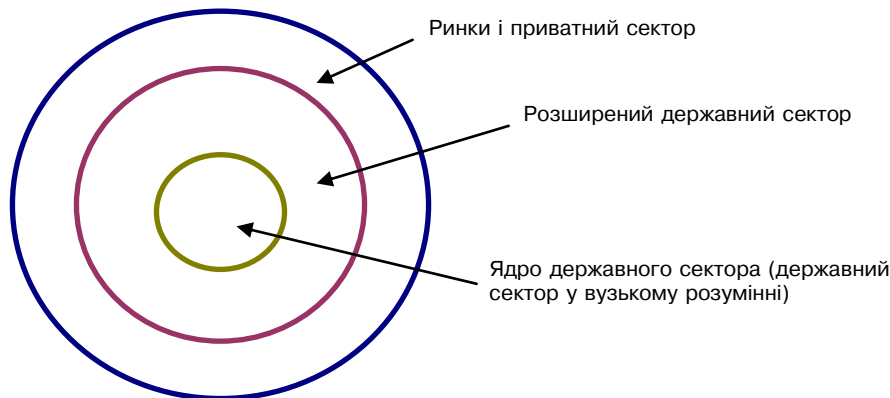 Ринки і приватний сектор
Розширений державний сектор
Ядро державного сектора (державний
сектор у вузькому розумінні)